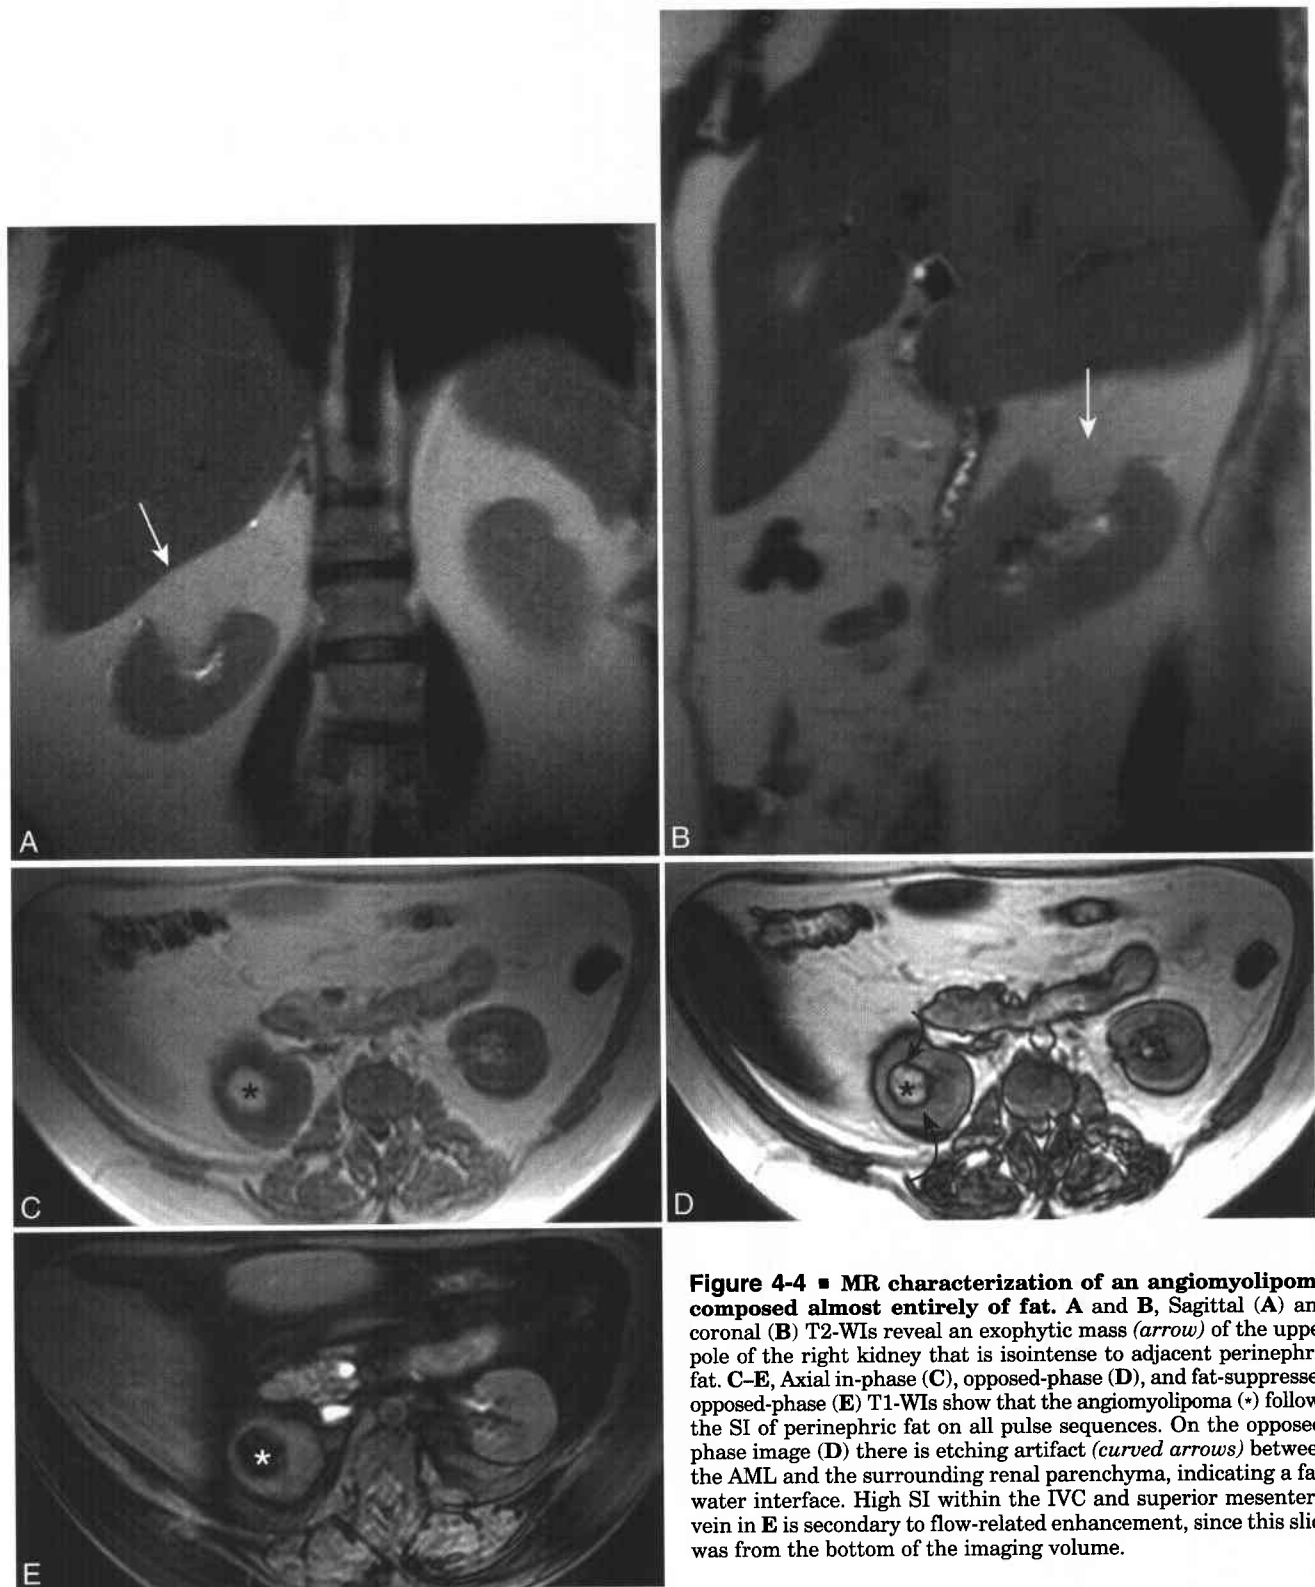 A
B
*
C
*
D
*
E
Figure 4-4 ■ MR characterization of an angiomyolipom
composed almost entirely of fat. A and B, Sagittal (A) an
coronal (B) T2-WIs reveal an exophytic mass (arrow) of the uppe
pole of the right kidney that is isointense to adjacent perinephr
fat. C–E, Axial in-phase (C), opposed-phase (D), and fat-suppresse
opposed-phase (E) T1-WIs show that the angiomyolipoma (*) follow
the SI of perinephric fat on all pulse sequences. On the oppose
phase image (D) there is etching artifact (curved arrows) betwee
the AML and the surrounding renal parenchyma, indicating a fa
water interface. High SI within the IVC and superior mesenter
vein in E is secondary to flow-related enhancement, since this slic
was from the bottom of the imaging volume.